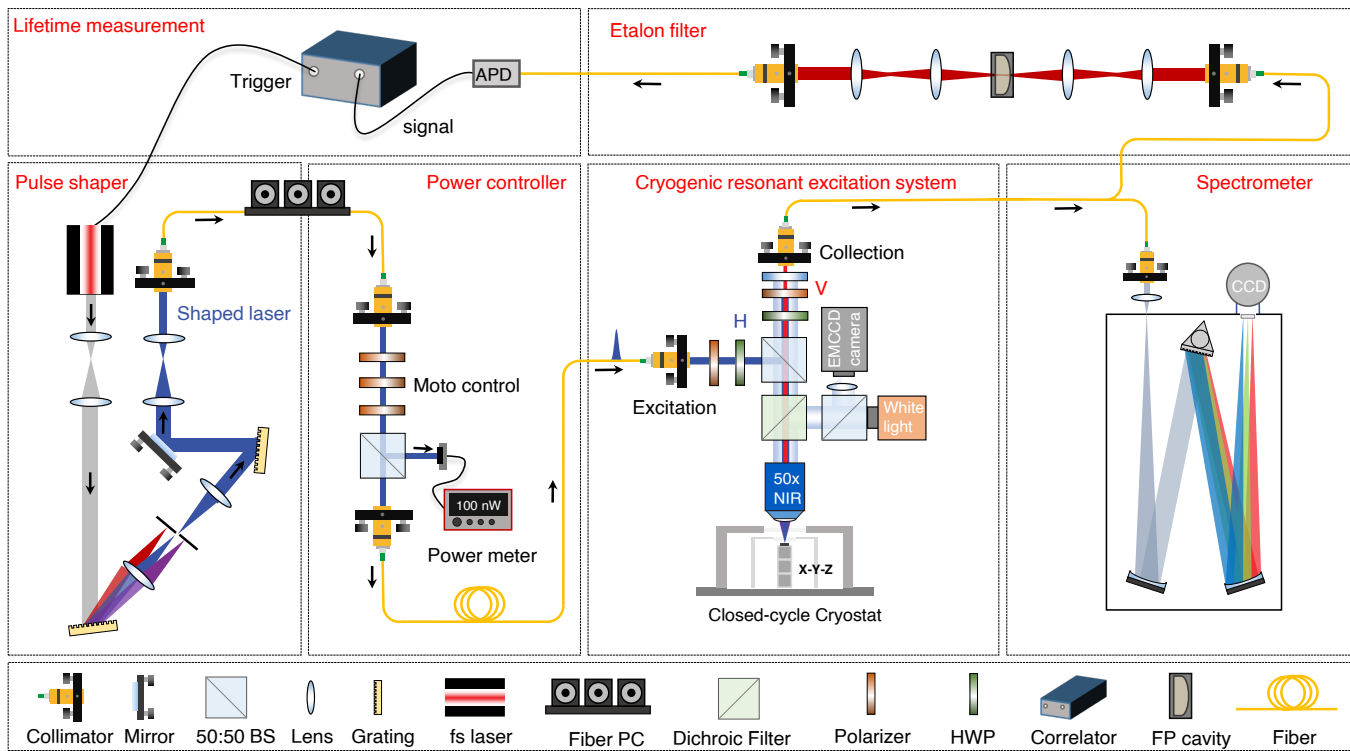 Lifetime measurement
Trigger
signal
APD
Etalon filter
Pulse shaper
Shaped laser
Power controller
Moto control
100 nW
Power meter
Cryogenic resonant excitation system
Collection
V
H
EMCCD
camera
Excitation
White
light
50x
NIR
X-Y-Z
Closed-cycle Cryostat
Spectrometer
CCD
Collimator
Mirror
50:50 BS
Lens
Grating
fs laser
Fiber PC
Dichroic Filter
Polarizer
HWP
Correlator
FP cavity
Fiber